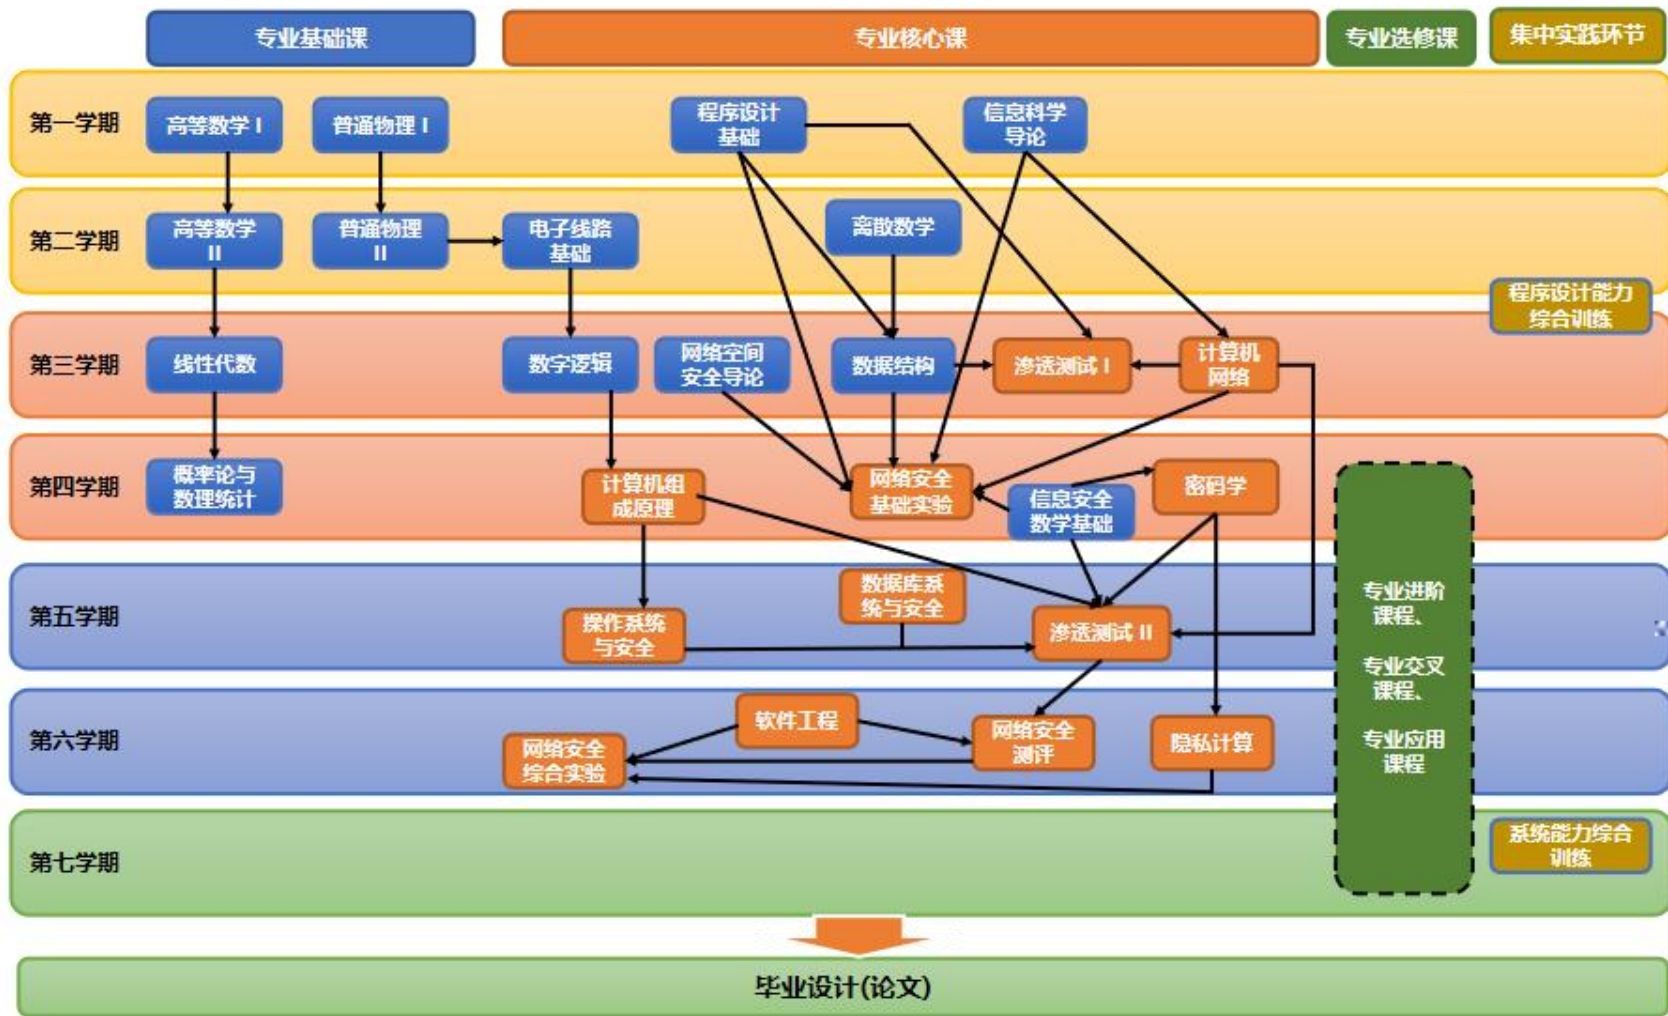 专业基础课
专业核心课
专业选修课
集中实践环节
第一学期
高等数学 I
普通物理 I
程序设计
基础
信息科学
导论
第二学期
高等数学
II
普通物理
II
电子线路
基础
离散数学
程序设计能力
综合训练
第三学期
线性代数
数字逻辑
网络空间
安全导论
数据结构
渗透测试 I
计算机
网络
第四学期
概率论与
数理统计
计算机组
成原理
网络安全
基础实验
信息安全
数学基础
密码学
第五学期
操作系统
与安全
数据库系
统与安全
渗透测试 II
专业进阶
课程、
专业交叉
课程、
专业应用
课程
第六学期
网络安全
综合实验
软件工程
网络安全
测评
隐私计算
第七学期
系统能力综合
训练
毕业设计(论文)